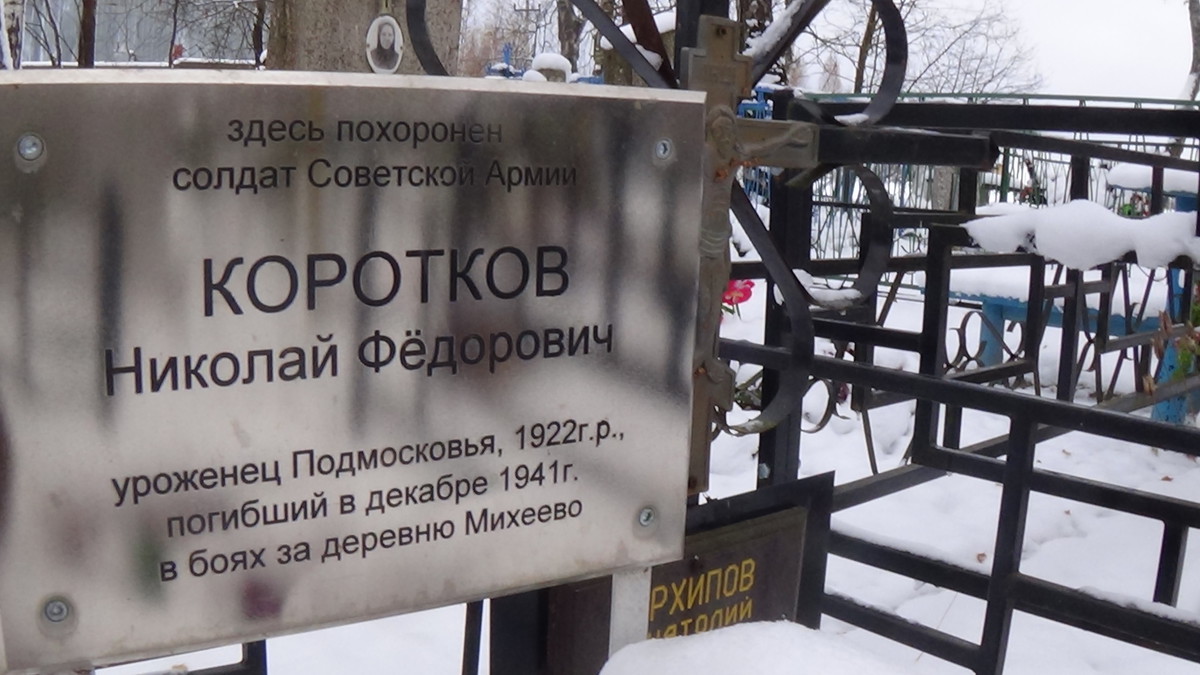 здесь похоронен
солдат Советской Армии
КОРОТКОВ
Николай Фёдорович
уроженец Подмосковья, 1922г.р.,
погибший в декабре 1941г.
в боях за деревню Михеево
РХИПОВ
натолий